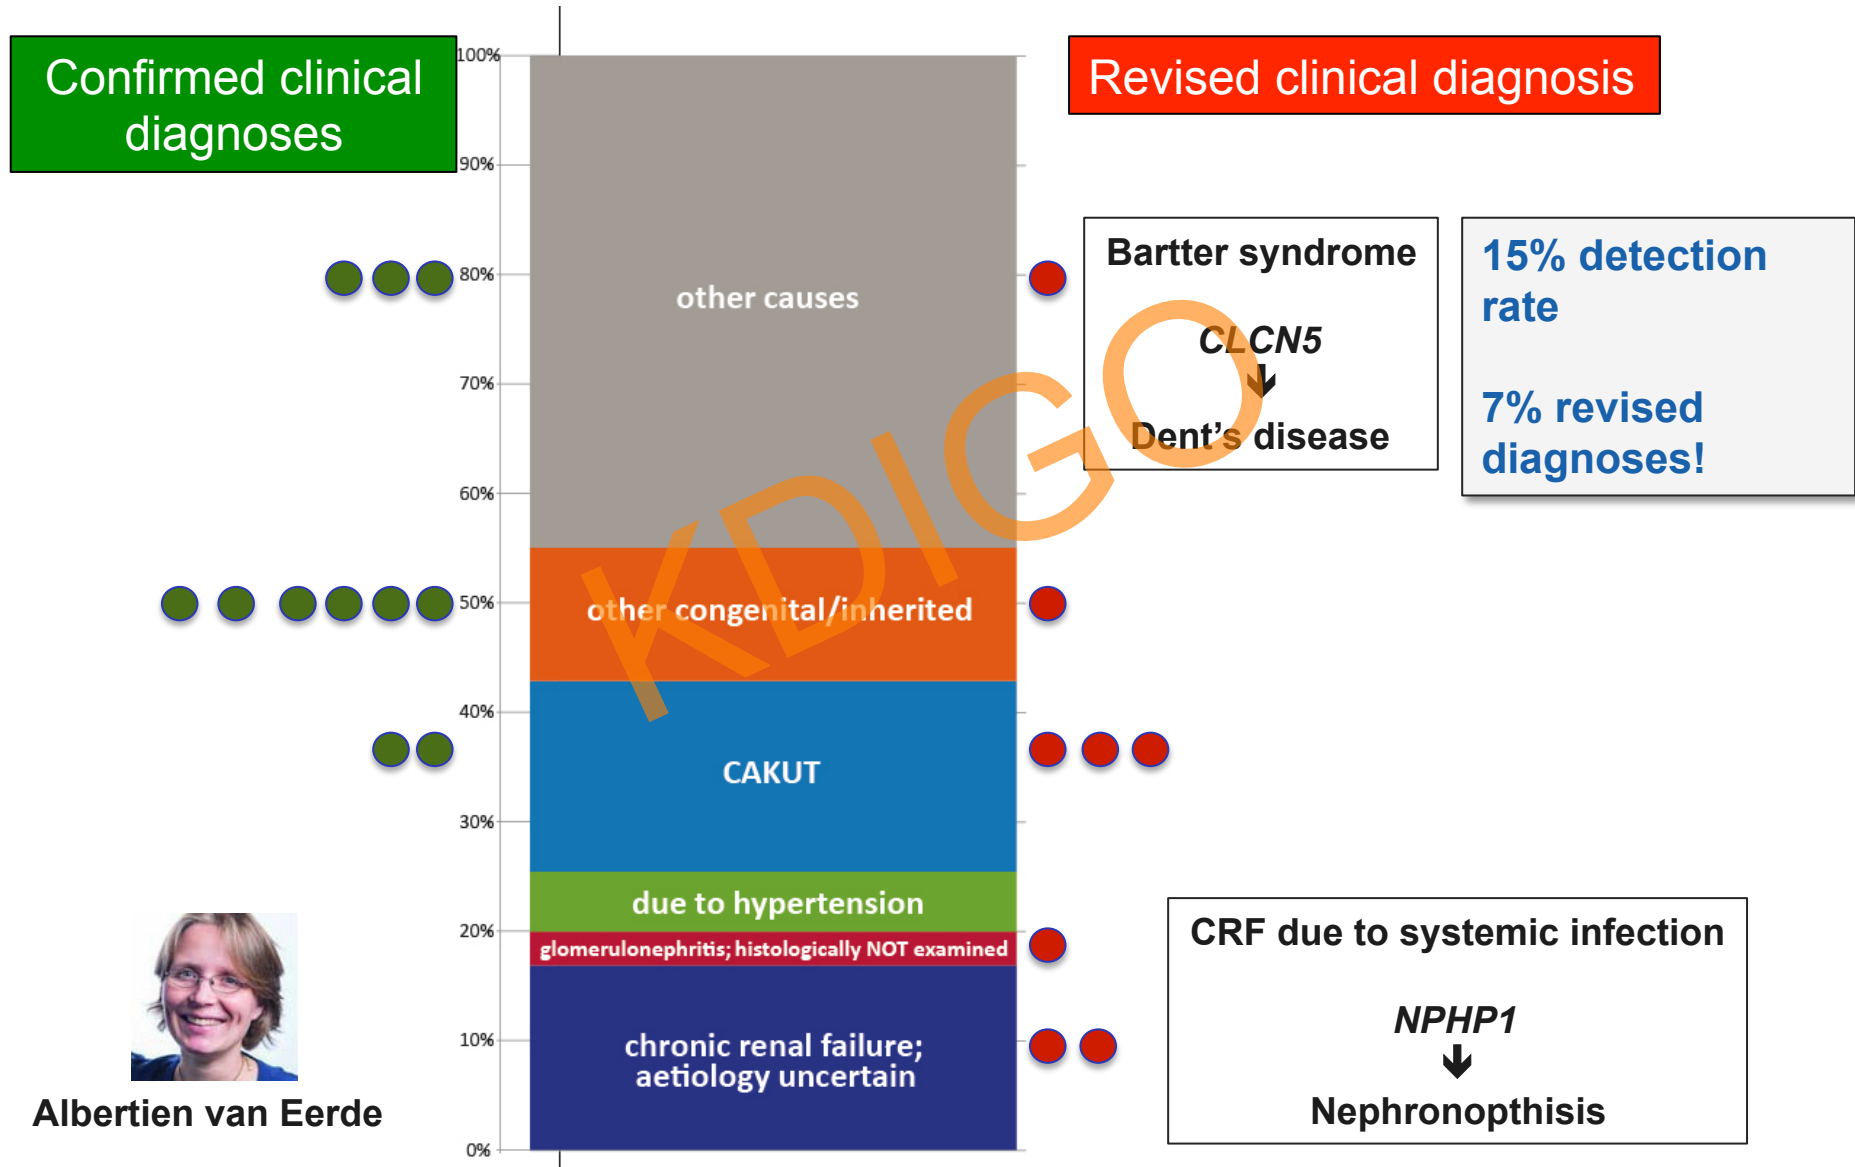 Confirmed clinical
diagnoses
Revised clinical diagnosis
100%
90%
80%
70%
60%
50%
40%
30%
20%
10%
0%
other causes
other congenital/inherited
CAKUT
due to hypertension
glomerulonephritis; histologically NOT examined
chronic renal failure;
aetiology uncertain
Bartter syndrome
CLCN5
🡻
Dent's disease
15% detection
rate
7% revised
diagnoses!
CRF due to systemic infection
NPHP1
🡻
Nephronopthisis
Albertien van Eerde
KDIGO